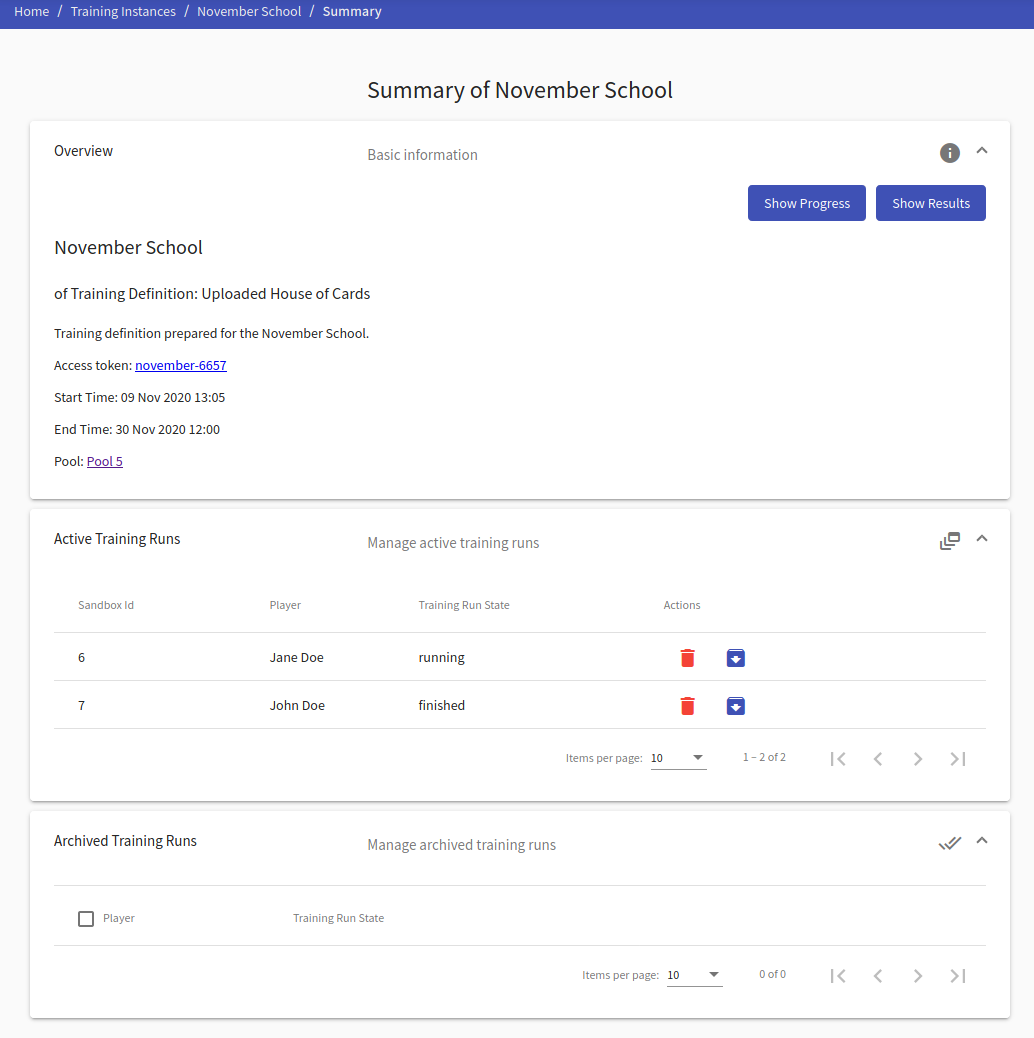 Home / Training Instances / November School / Summary
Summary of November School
Overview Basic information
Show Progress Show Results
November School
of Training Definition: Uploaded House of Cards
Training definition prepared for the November School.
Access token: november-6657
Start Time: 09 Nov 2020 13:05
End Time: 30 Nov 2020 12:00
Pool: Pool 5
Active Training Runs Manage active training runs
Sandbox Id Player Training Run State Actions
6 Jane Doe running
7 John Doe finished
Items per page: 10 1 – 2 of 2
Archived Training Runs Manage archived training runs
Player Training Run State
Items per page: 10 0 of 0